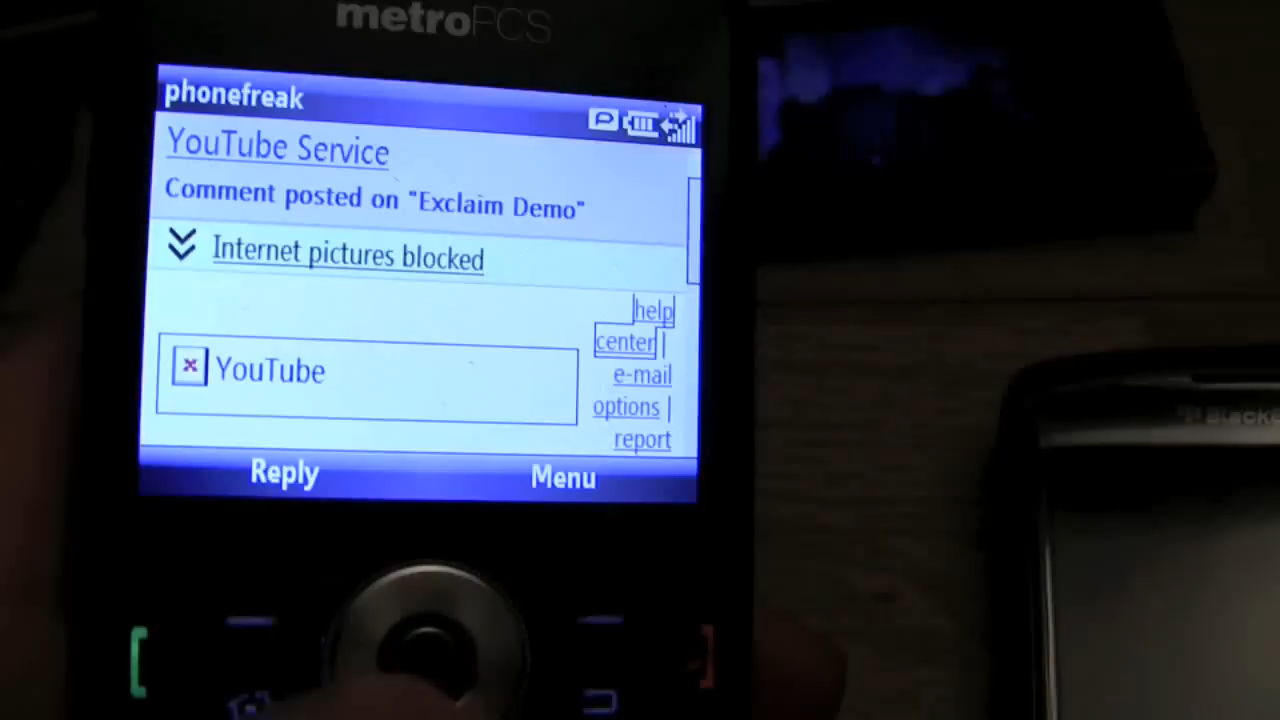 metroPCS
phonefreak
YouTube Service
Comment posted on "Exclaim Demo"
Internet pictures blocked
help
center |
e-mail
options |
report
YouTube
Reply
Menu